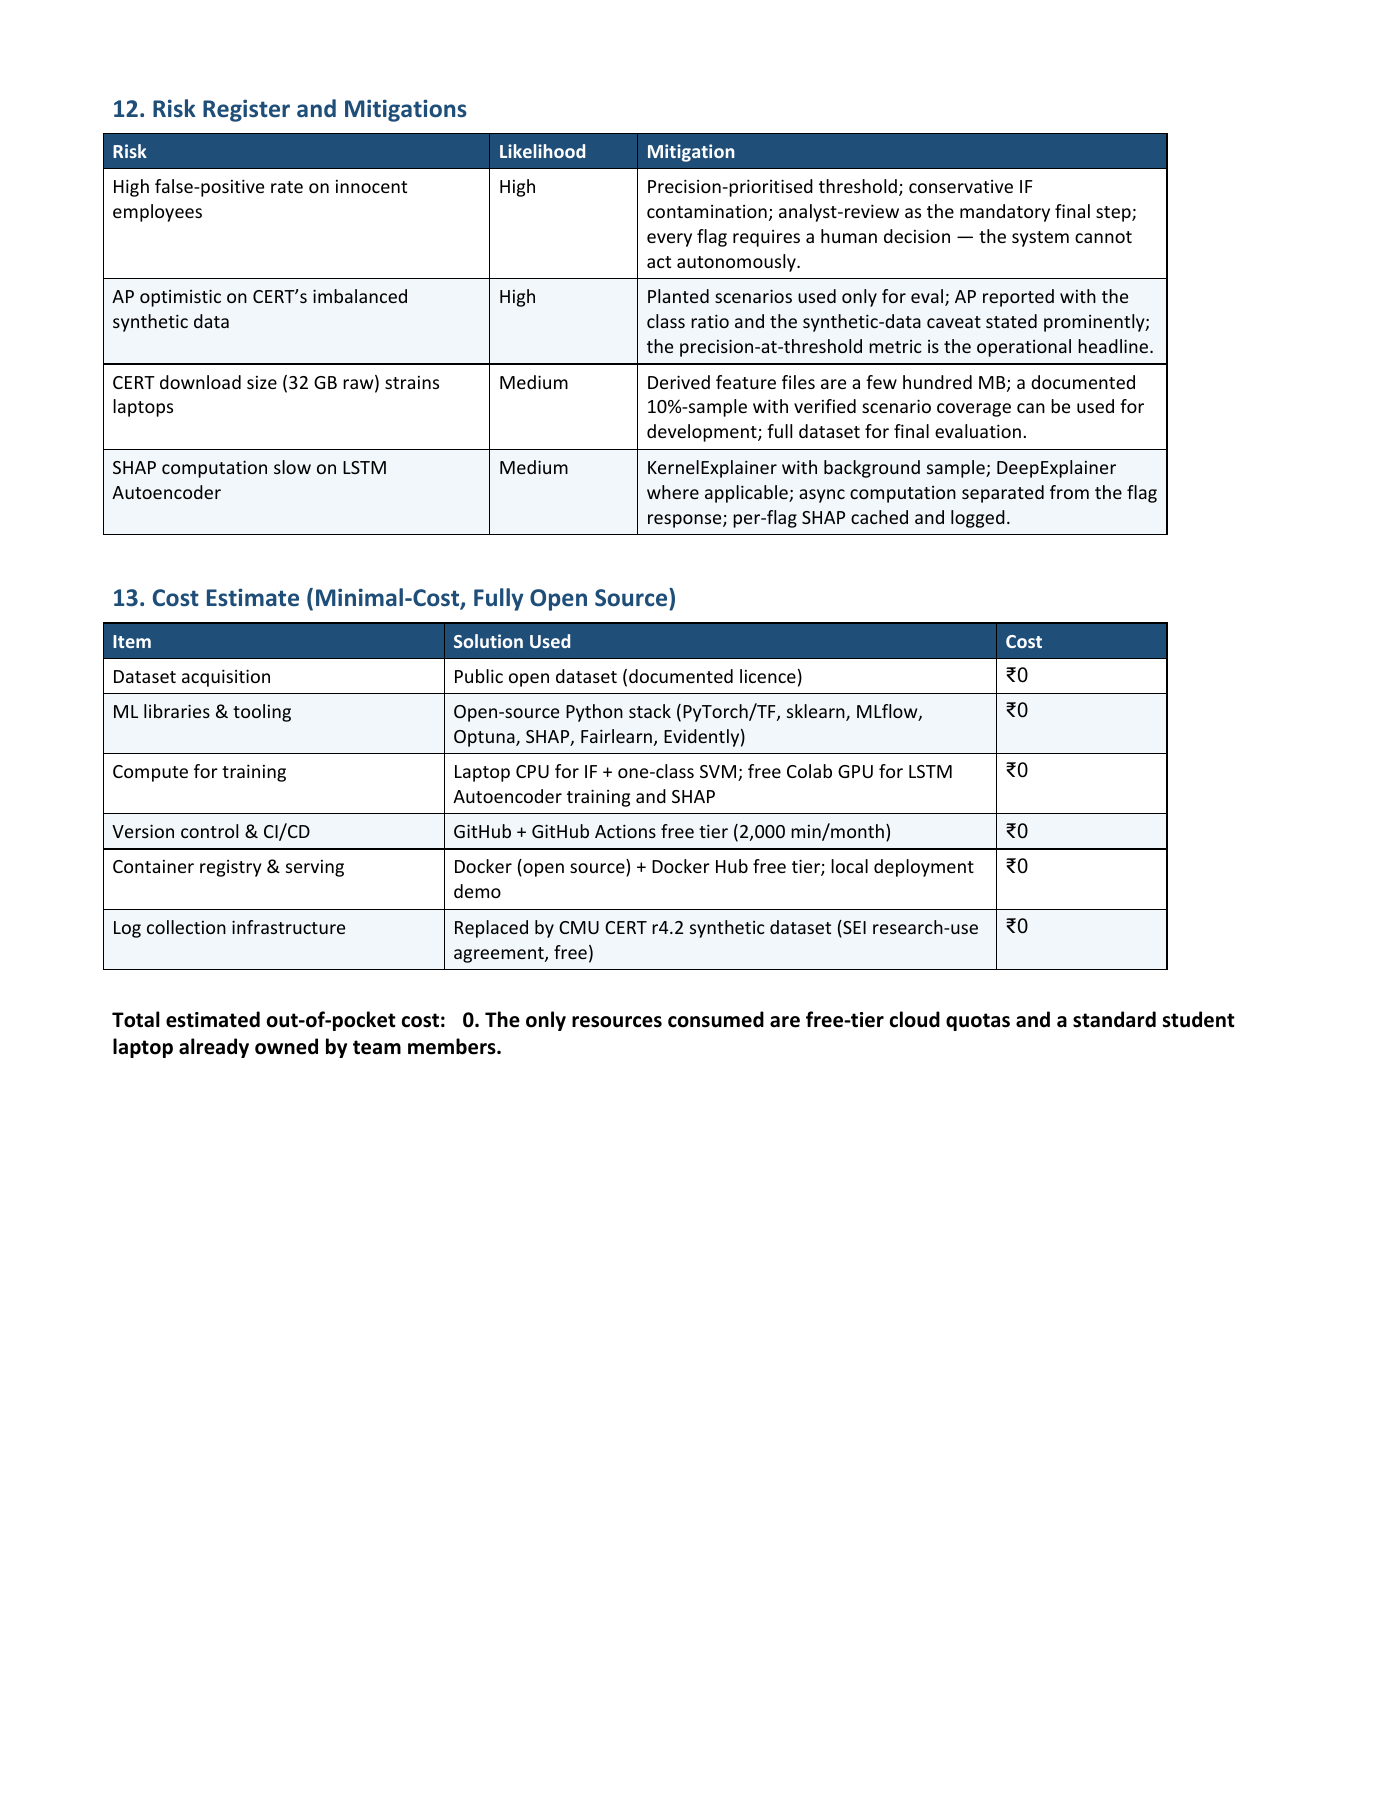 12. Risk Register and Mitigations
Risk Likelihood Mitigation
High false-positive rate on innocent
employees
High
Precision-prioritised threshold; conservative IF
contamination; analyst-review as the mandatory final step;
every flag requires a human decision — the system cannot
act autonomously.
AP optimistic on CERT’s imbalanced
synthetic data
High
Planted scenarios used only for eval; AP reported with the
class ratio and the synthetic-data caveat stated prominently;
the precision-at-threshold metric is the operational headline.
CERT download size (32 GB raw) strains
laptops
Medium
Derived feature files are a few hundred MB; a documented
10%-sample with verified scenario coverage can be used for
development; full dataset for final evaluation.
SHAP computation slow on LSTM
Autoencoder
Medium
KernelExplainer with background sample; DeepExplainer
where applicable; async computation separated from the flag
response; per-flag SHAP cached and logged.
13. Cost Estimate (Minimal-Cost, Fully Open Source)
Item Solution Used Cost
Dataset acquisition Public open dataset (documented licence) ₹0
ML libraries & tooling
Open-source Python stack (PyTorch/TF, sklearn, MLflow,
Optuna, SHAP, Fairlearn, Evidently)
₹0
Compute for training
Laptop CPU for IF + one-class SVM; free Colab GPU for LSTM
Autoencoder training and SHAP
₹0
Version control & CI/CD GitHub + GitHub Actions free tier (2,000 min/month) ₹0
Container registry & serving
Docker (open source) + Docker Hub free tier; local deployment
demo
₹0
Log collection infrastructure
Replaced by CMU CERT r4.2 synthetic dataset (SEI research-use
agreement, free)
₹0
Total estimated out-of-pocket cost: 0. The only resources consumed are free-tier cloud quotas and a standard student
laptop already owned by team members.